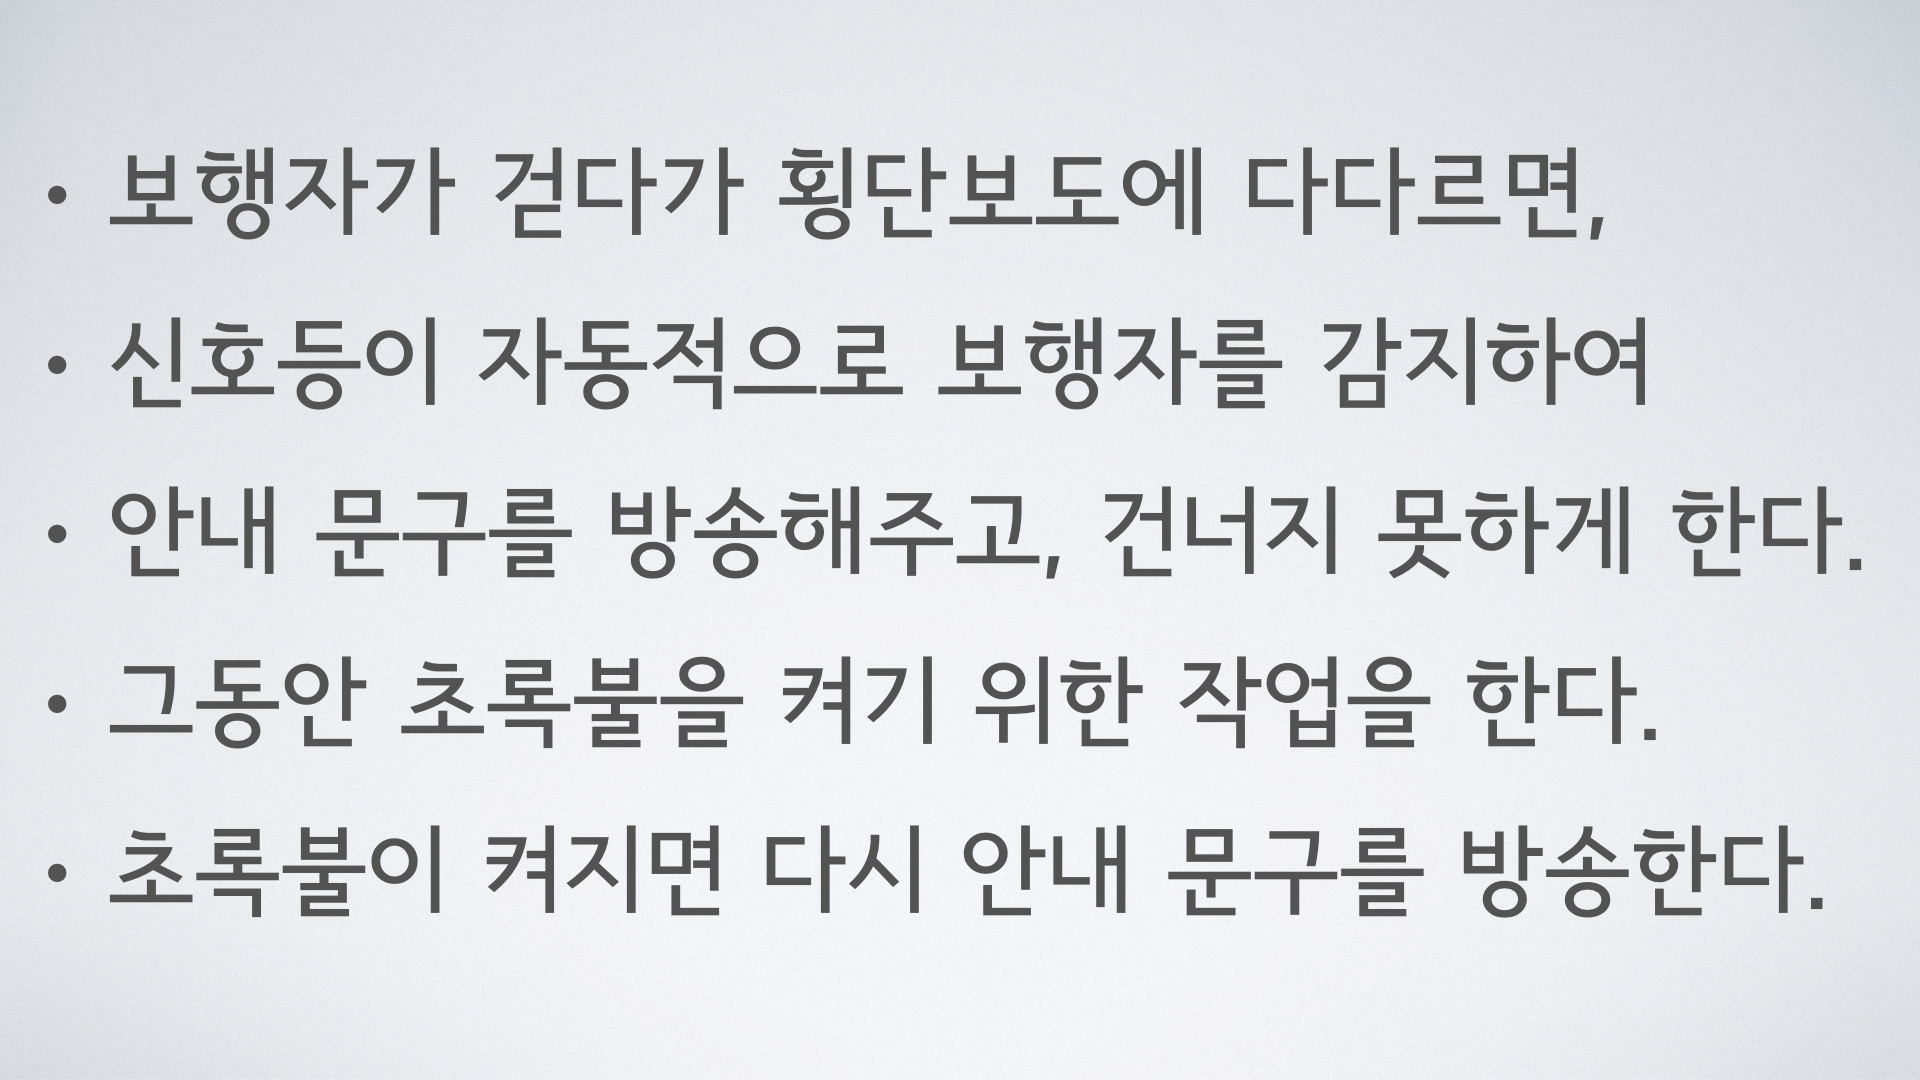 • 보행자가 걷다가 횡단보도에 다다르면,
• 신호등이 자동적으로 보행자를 감지하여
• 안내 문구를 방송해주고, 건너지 못하게 한다.
• 그동안 초록불을 켜기 위한 작업을 한다.
• 초록불이 켜지면 다시 안내 문구를 방송한다.